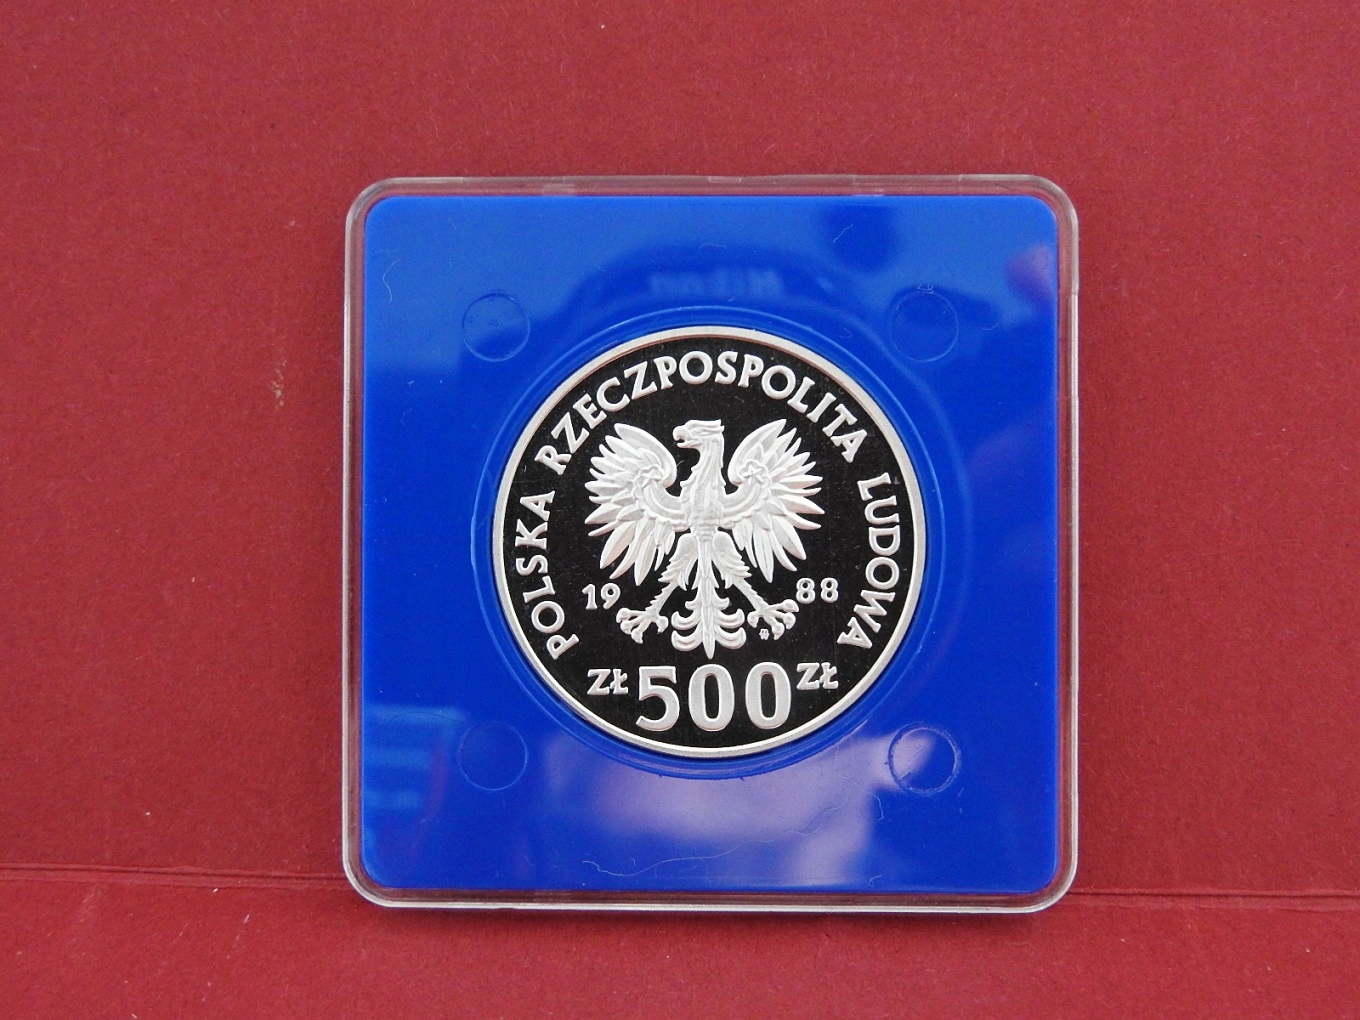 POLSKA RZECZPOSPOLITA LUDOWA
19 88
ZŁ 500 ZŁ